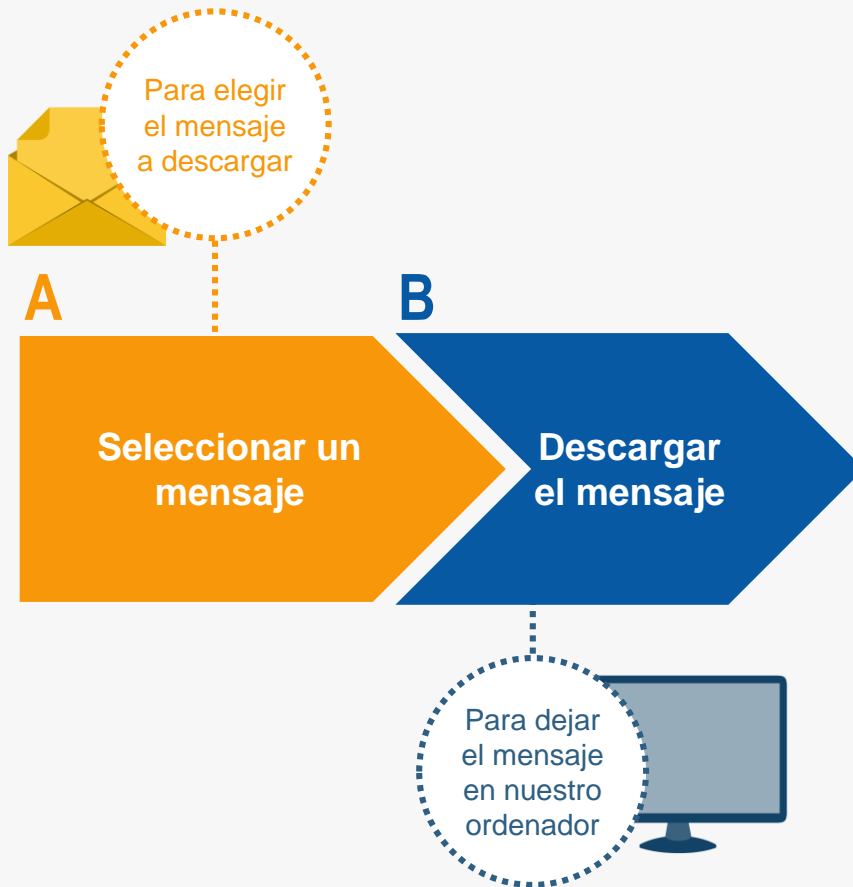 Para elegir
el mensaje
a descargar
A
B
Seleccionar un
mensaje
Descargar
el mensaje
Para dejar
el mensaje
en nuestro
ordenador